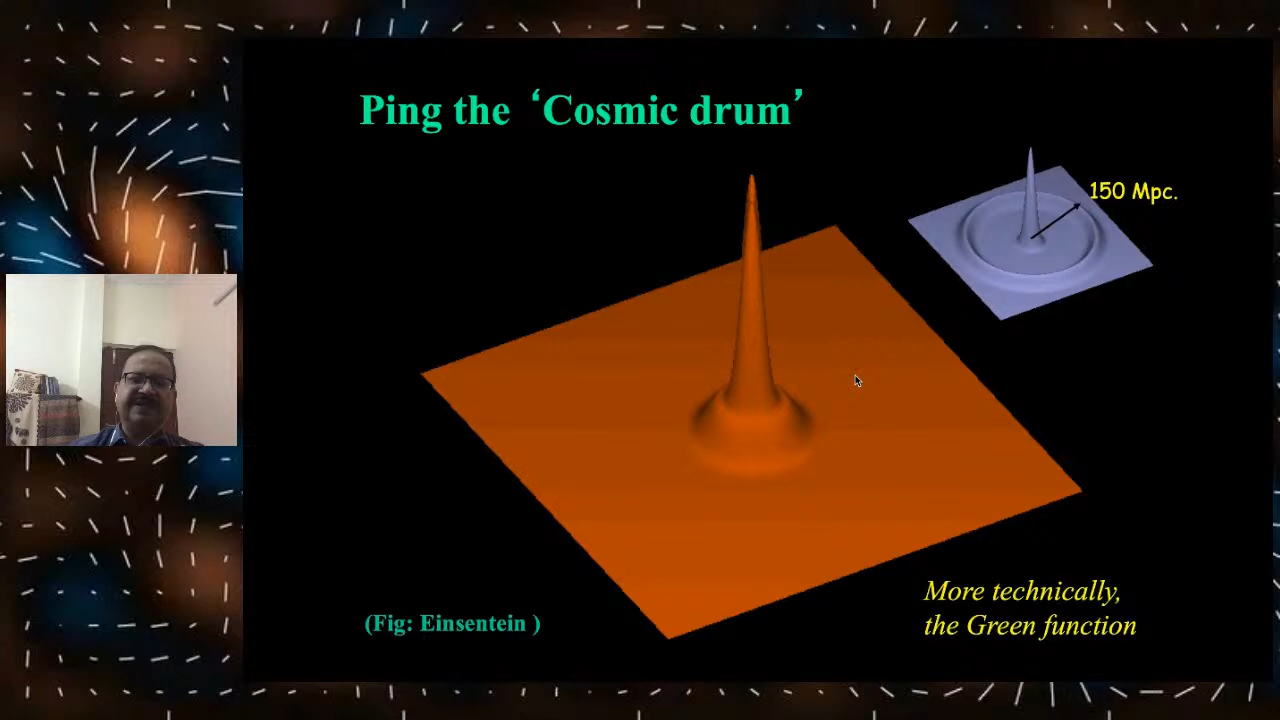 Ping the ‘Cosmic drum’
150 Mpc.
(Fig: Einsentein )
More technically,
the Green function